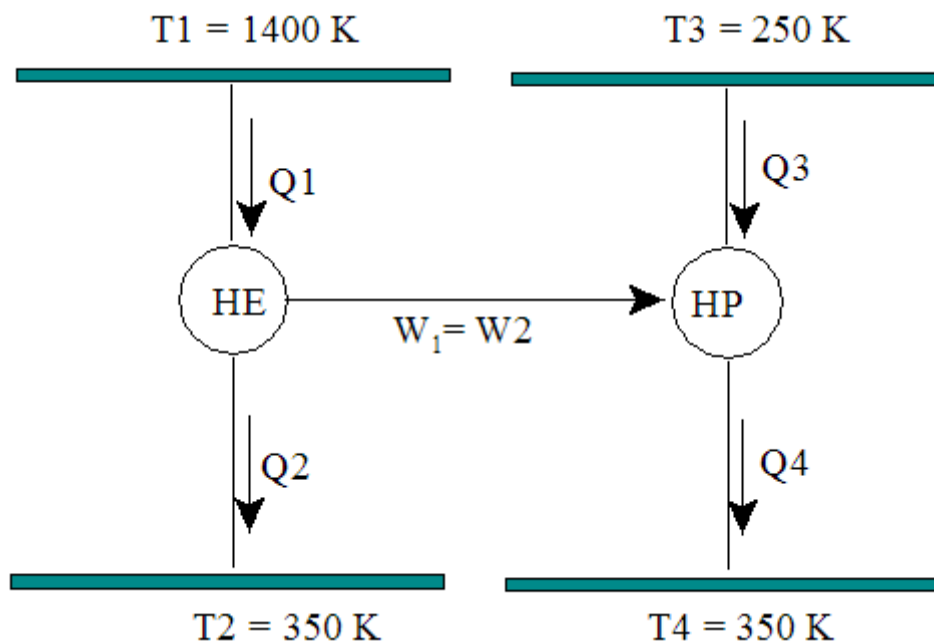 T1 = 1400 K
T3 = 250 K
Q1
Q3
HE
HP
W₁= W2
Q2
Q4
T2 = 350 K
T4 = 350 K